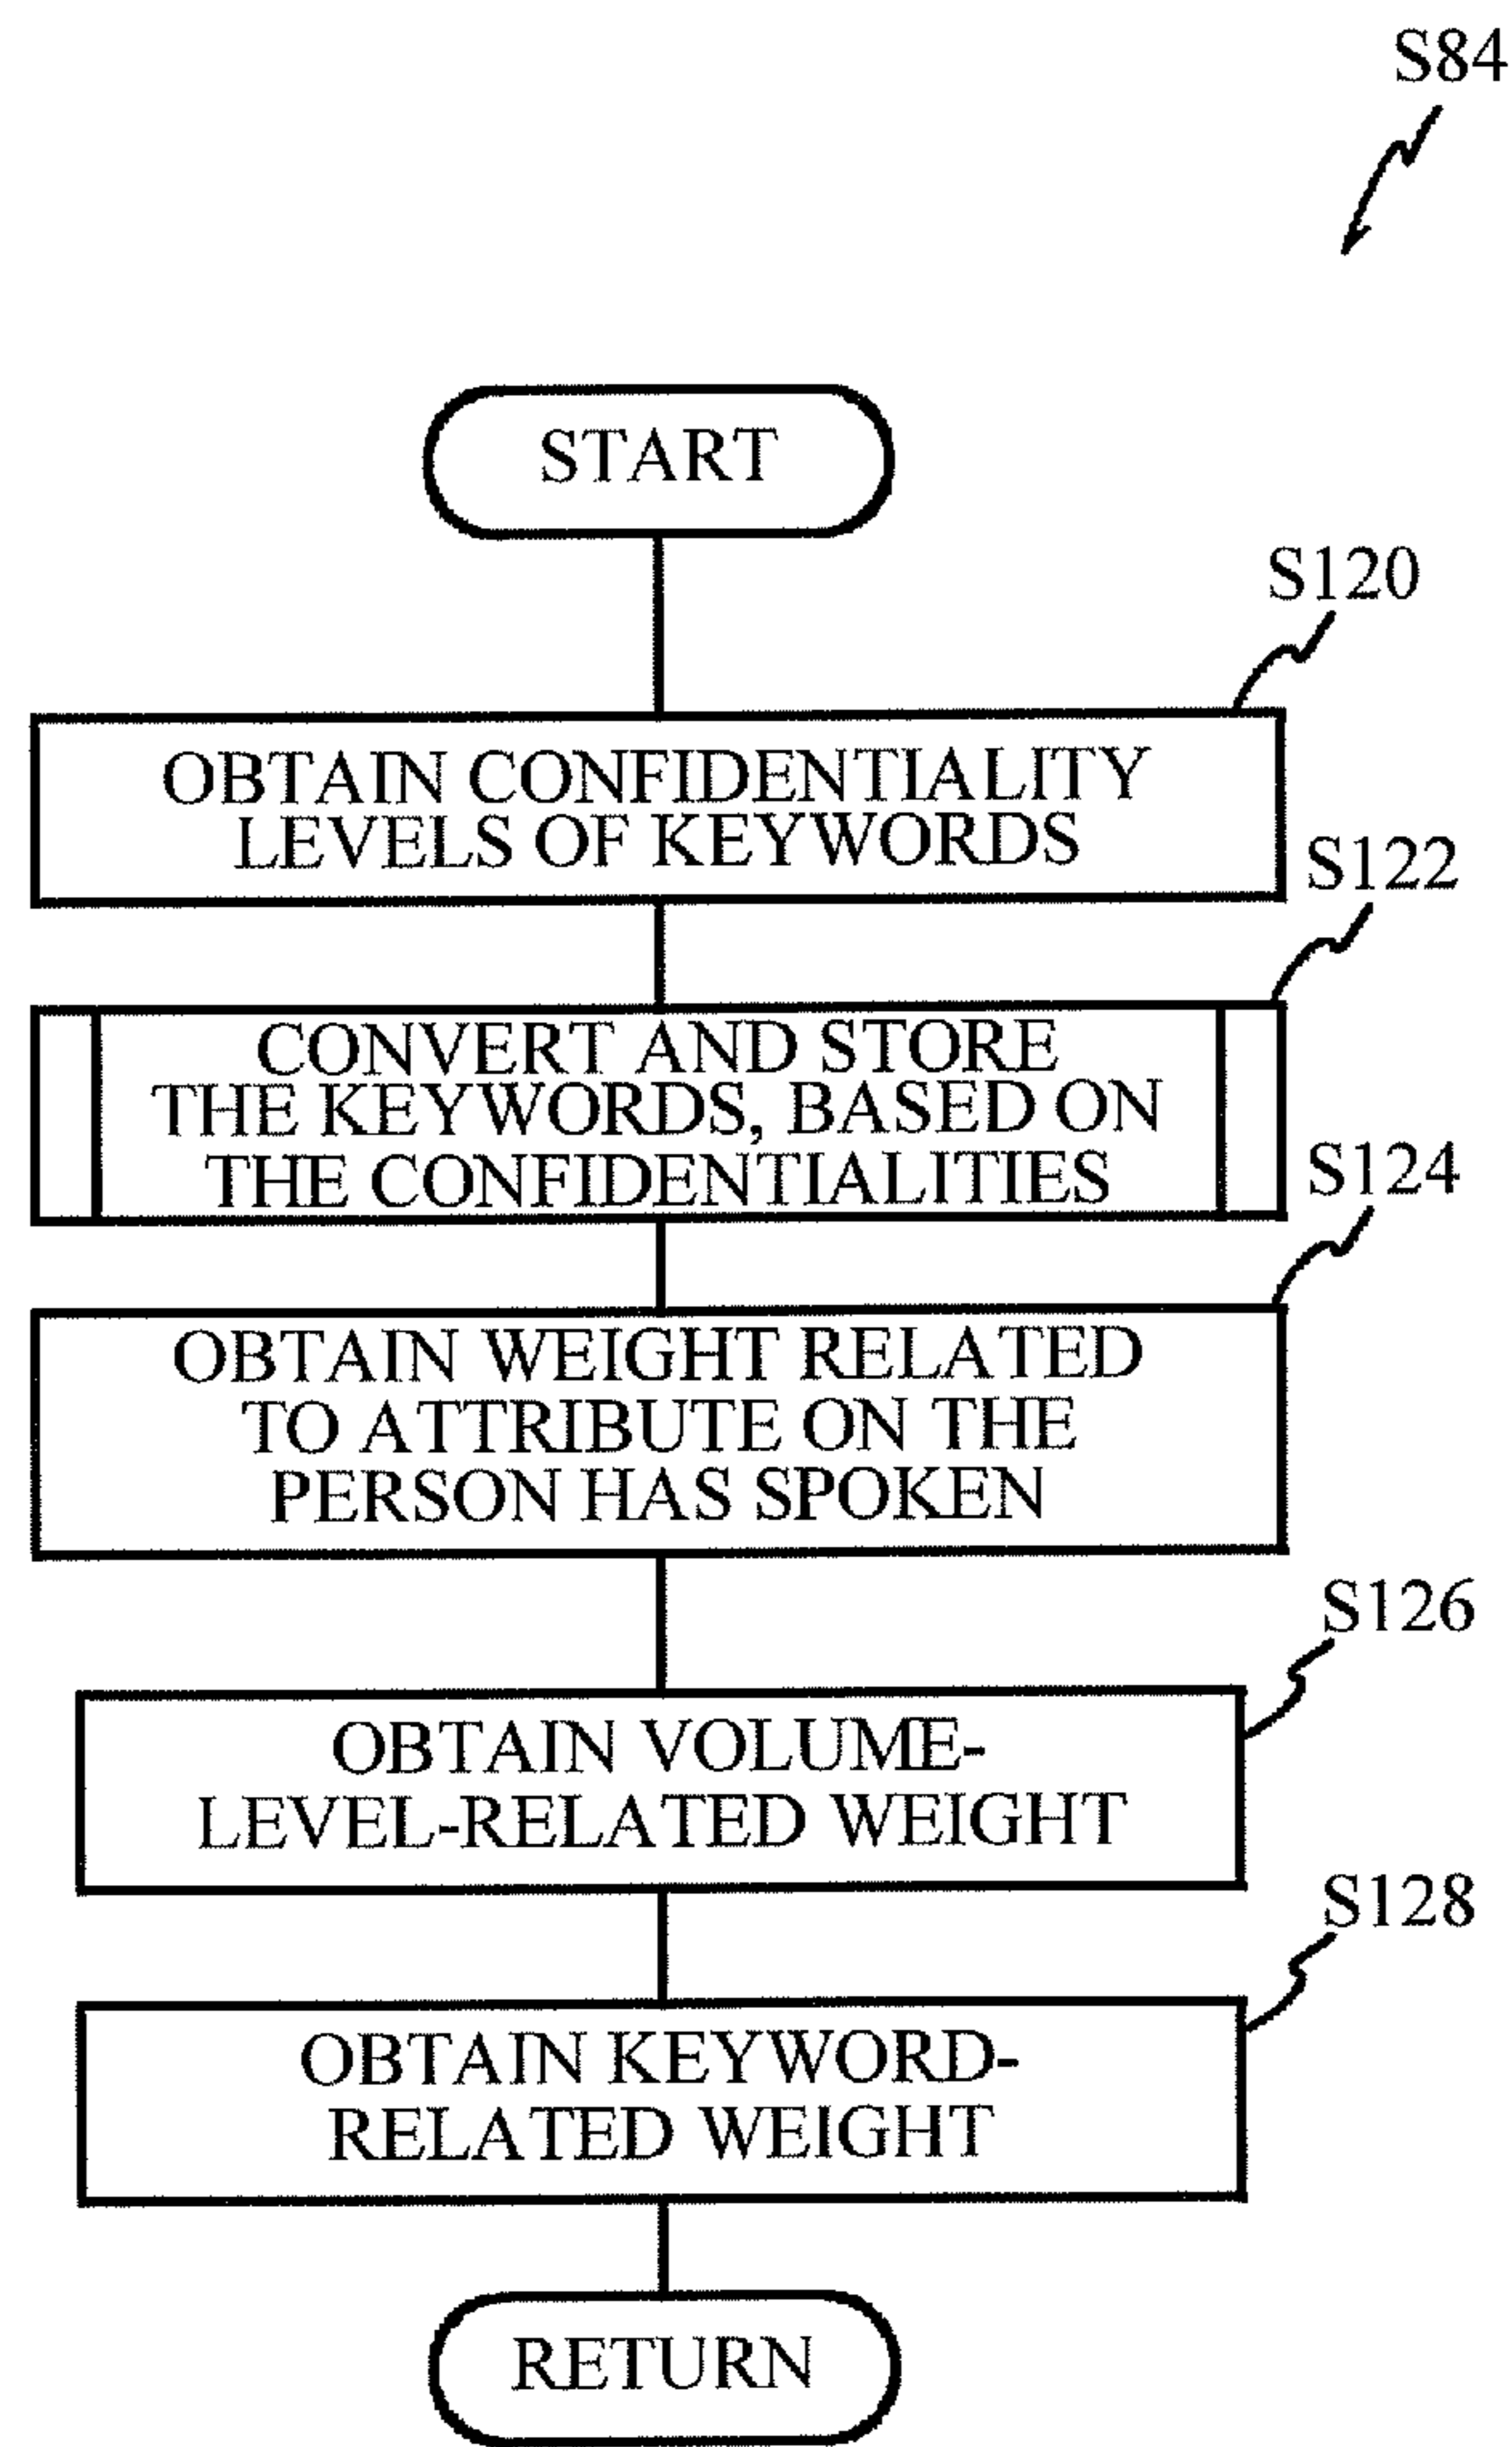 S84
START
S120
OBTAIN CONFIDENTIALITY
LEVELS OF KEYWORDS
S122
CONVERT AND STORE
THE KEYWORDS, BASED ON
THE CONFIDENTIALITIES
S124
OBTAIN WEIGHT RELATED
TO ATTRIBUTE ON THE
PERSON HAS SPOKEN
S126
OBTAIN VOLUME-
LEVEL-RELATED WEIGHT
S128
OBTAIN KEYWORD-
RELATED WEIGHT
RETURN